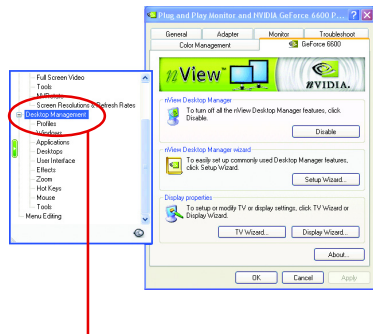 Plug and Play Monitor and NVIDIA GeForce 6600 P...
General
Adapter
Monitor
Troubleshoot
Color Management
GeForce 6600
nView™
nVIDIA.
nView Desktop Manager
To turn off all the nView Desktop Manager features, click
Disable.
Disable
nView Desktop Manager wizard
To easily set up commonly used Desktop Manager features,
click Setup Wizard.
Setup Wizard...
Display properties
To setup or modify TV or display settings, click TV Wizard or
Display Wizard.
TV Wizard...
Display Wizard...
About...
OK
Cancel
Apply
Full Screen Video
Tools
Screen Resolutions & Refresh Rates
Desktop Management
Profiles
Windows
Applications
Desktops
User Interface
Effects
Zoom
Hot Keys
Mouse
Tools
Menu Editing